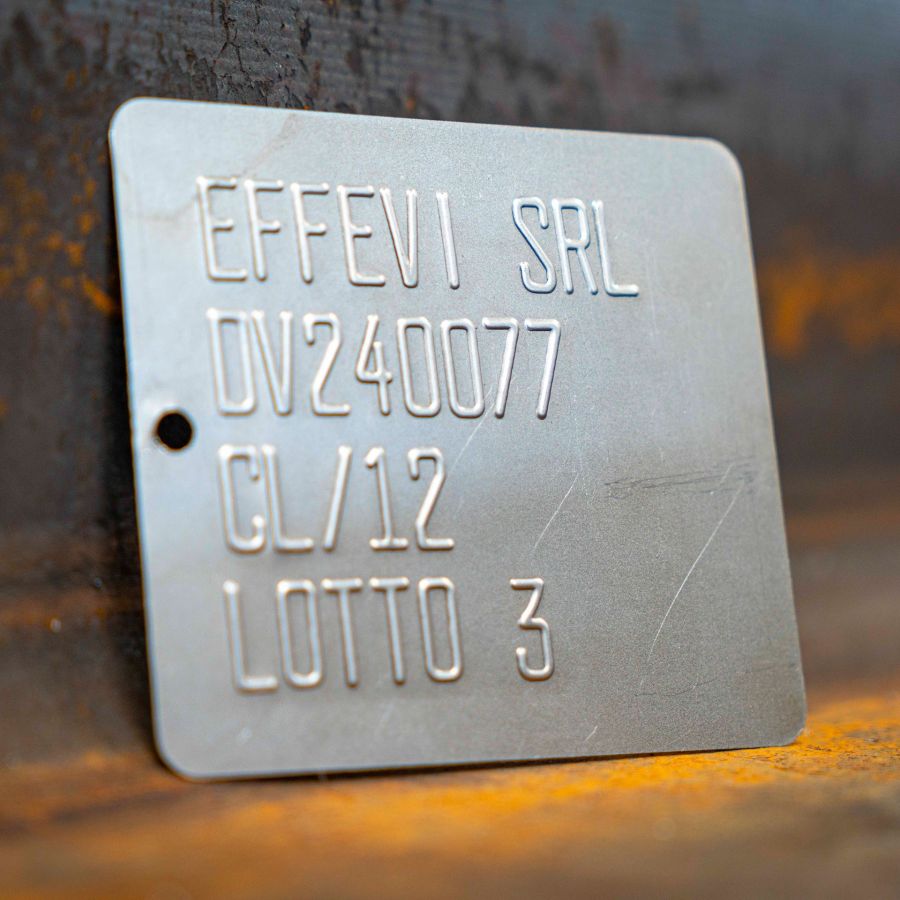 EFFEVI SRL
DV240077
CL/12
LOTTO 3